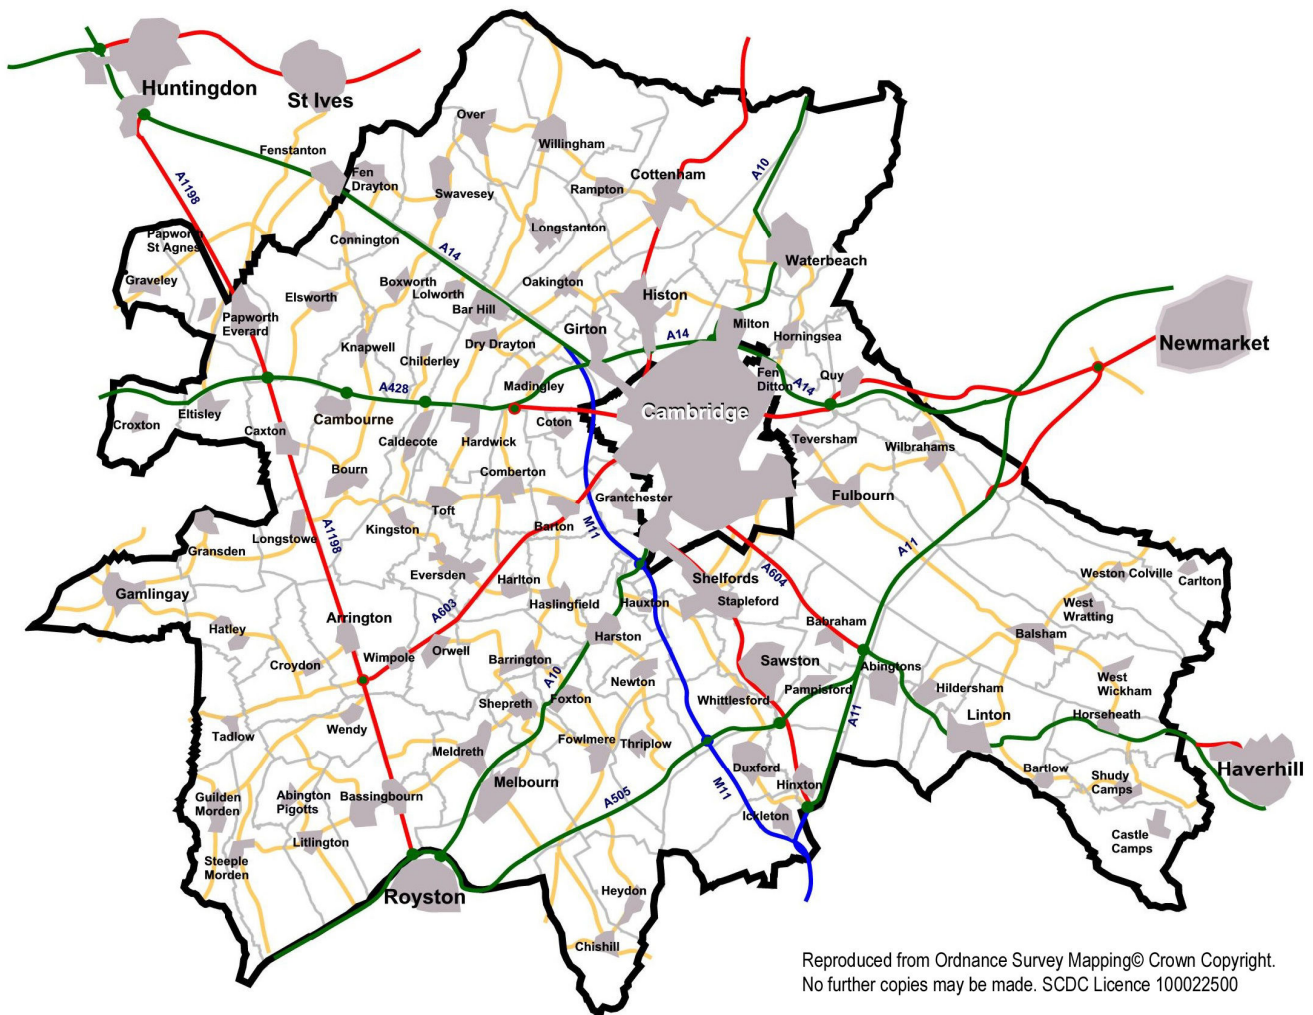 Huntingdon
St Ives
Over
Willingham
Fenstanton
Fen
Drayton
Swavesey
Rampton
Cottenham
A10
A1198
Papworth
St Agnes
Connington
A14
Longstanton
Waterbeach
Graveley
Elsworth
Boxworth
Lolworth
Oakington
Bar Hill
Histon
Papworth
Everard
Girton
A14
Milton
Horningsea
Newmarket
Knapwell
Childerley
Dry Drayton
Madingley
Fen
Ditton
A14
Quy
A428
Eltisley
Croxton
Cambourne
Caxton
Caldecote
Hardwick
Coton
Cambridge
Teversham
Wilbrahams
Bourn
Comberton
Grantchester
Fulbourn
Toft
Kingston
Barton
M11
Gransden
Longstowe
A1198
A11
Eversden
Harlton
Shelfords
A604
Weston Colville
Carlton
Gamlingay
Haslingfield
Hauxton
Stapleford
West
Wratting
A603
Arrington
Hatley
Harston
Babraham
Balsham
Croydon
Wimpole
Orwell
Barrington
Sawston
Abingtons
A10
Newton
Pampisford
Hildersham
West
Wickham
Shepreth
Foxton
Whittlesford
A11
Linton
Horseheath
Tadlow
Wendy
Meldreth
Fowlmere
Thriplow
Duxford
Bartlow
Shudy
Camps
Haverhill
Guilden
Morden
Abington
Pigotts
Bassingbourn
Melbourn
A505
M11
Hinxton
Ickleton
Litlington
Steeple
Morden
Castle
Camps
Royston
Heydon
Chishill
Reproduced from Ordnance Survey Mapping© Crown Copyright.
No further copies may be made. SCDC Licence 100022500